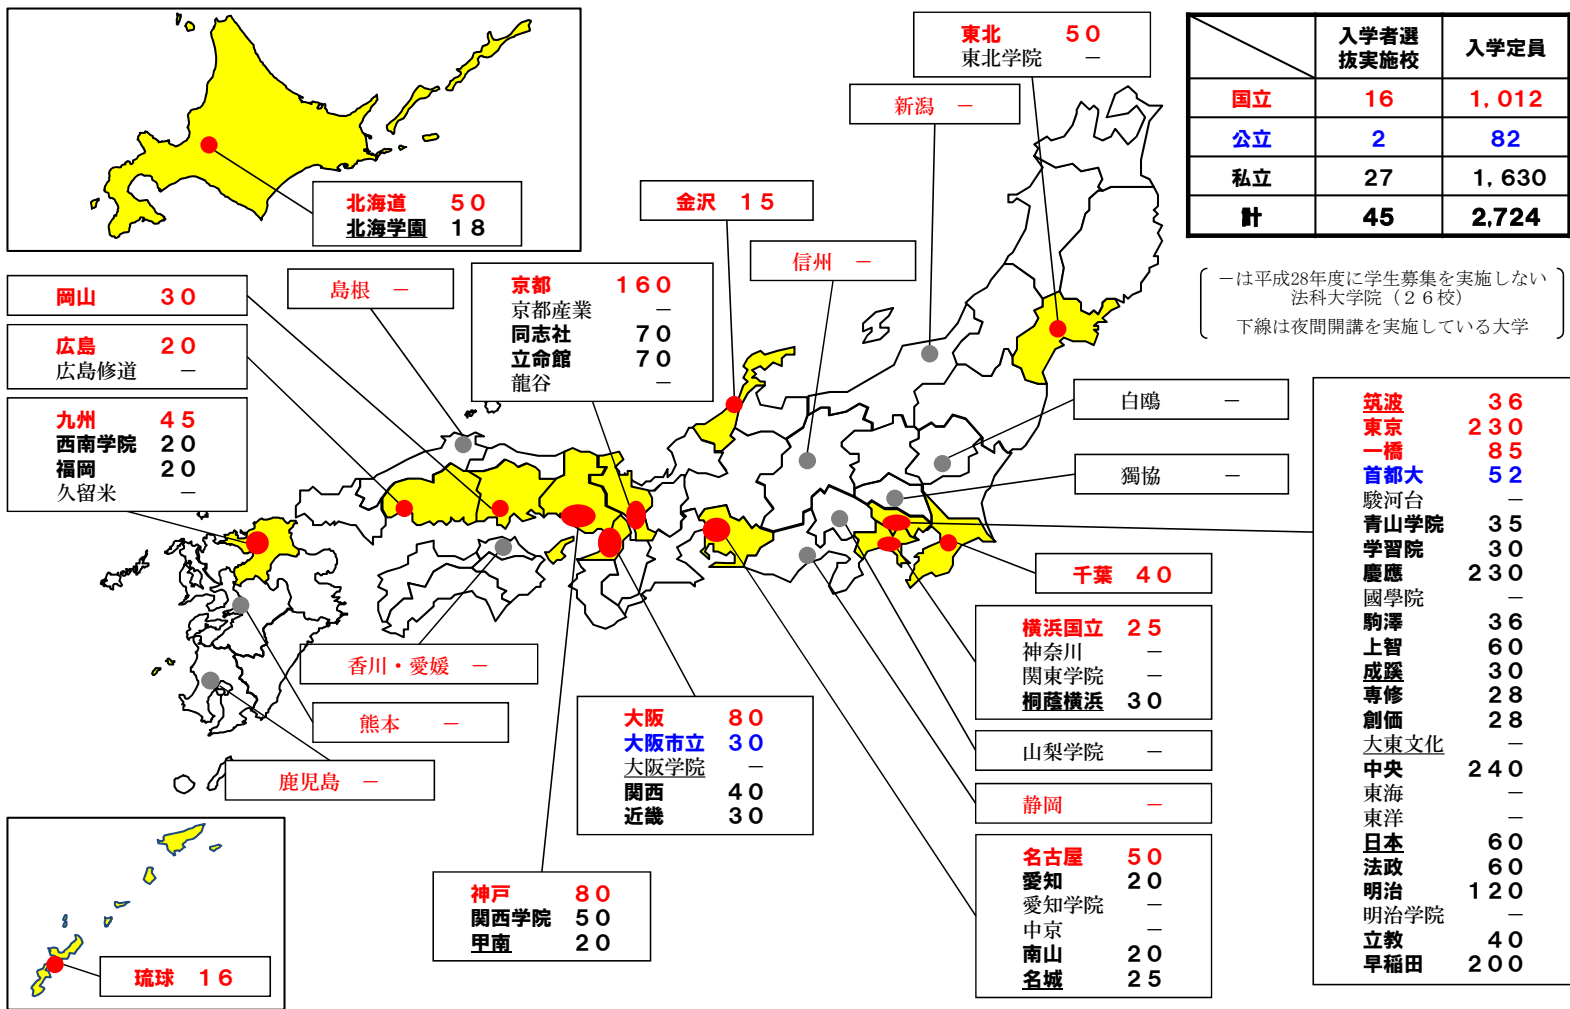 北海道 50
北海学園 18
東北 50
東北学院 −
新潟 −
金沢 15
信州 −
入学者選抜実施校 入学定員
国立 16 1,012
公立 2 82
私立 27 1,630
計 45 2,724
−は平成28年度に学生募集を実施しない
法科大学院(26校)
下線は夜間開講を実施している大学
岡山 30
島根 −
広島 20
広島修道 −
京都 160
京都産業 −
同志社 70
立命館 70
龍谷 −
九州 45
西南学院 20
福岡 20
久留米 −
白鴎 −
獨協 −
千葉 40
筑波 36
東京 230
一橋 85
首都大 52
駿河台 −
青山学院 35
学習院 30
慶應 230
國學院 −
駒澤 36
上智 60
成蹊 30
専修 28
創価 28
大東文化 −
中央 240
東海 −
東洋 −
日本 60
法政 60
明治 120
明治学院 −
立教 40
早稲田 200
横浜国立 25
神奈川 −
関東学院 −
桐蔭横浜 30
山梨学院 −
静岡 −
香川・愛媛 −
熊本 −
鹿児島 −
大阪 80
大阪市立 30
大阪学院 −
関西 40
近畿 30
名古屋 50
愛知 20
愛知学院 −
中京 −
南山 20
名城 25
神戸 80
関西学院 50
甲南 20
琉球 16